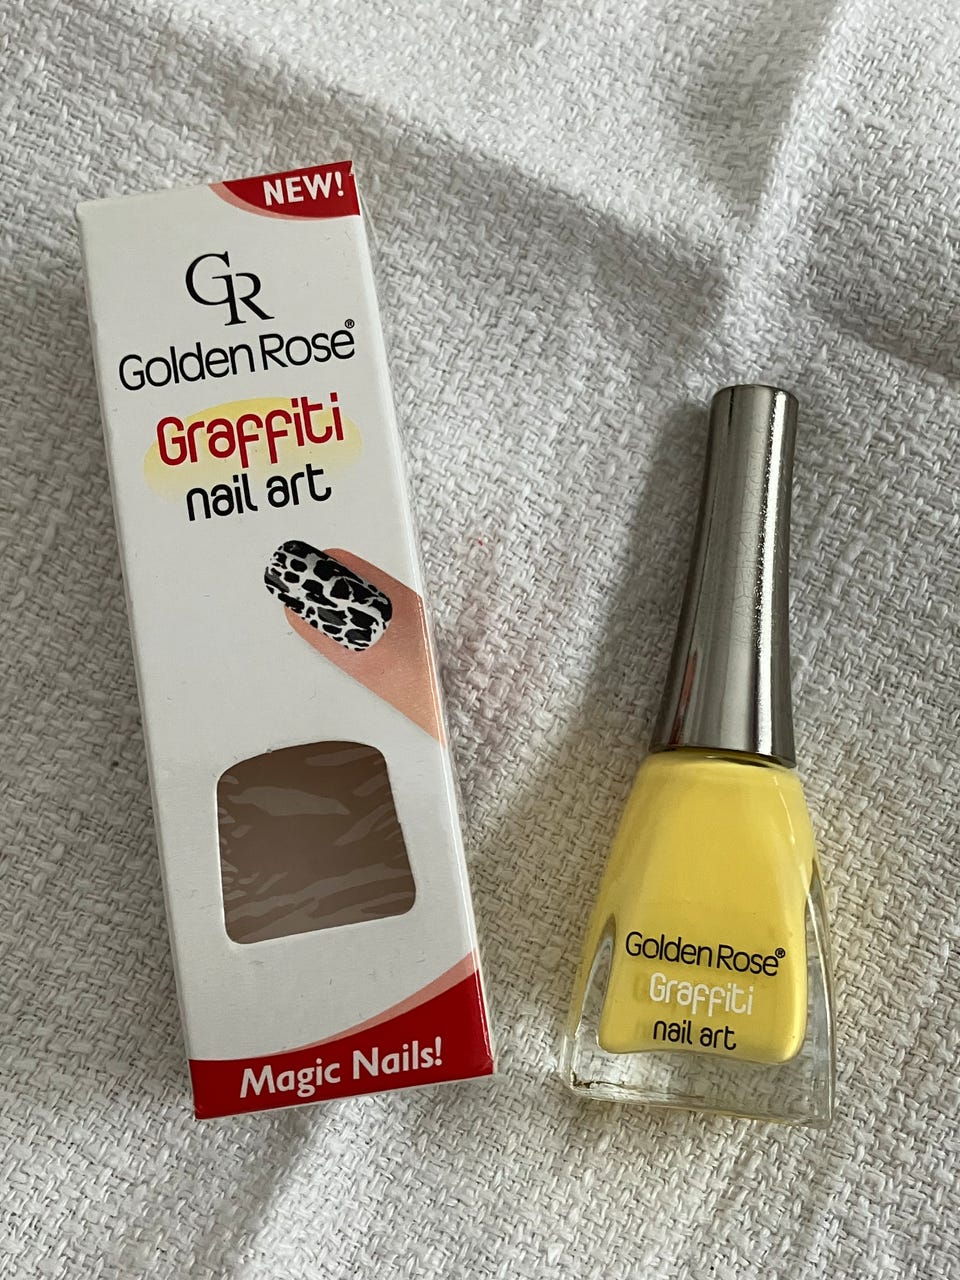 NEW!
GR
Golden Rose®
Graffiti
nail art
Magic Nails!
Golden Rose®
Graffiti
nail art